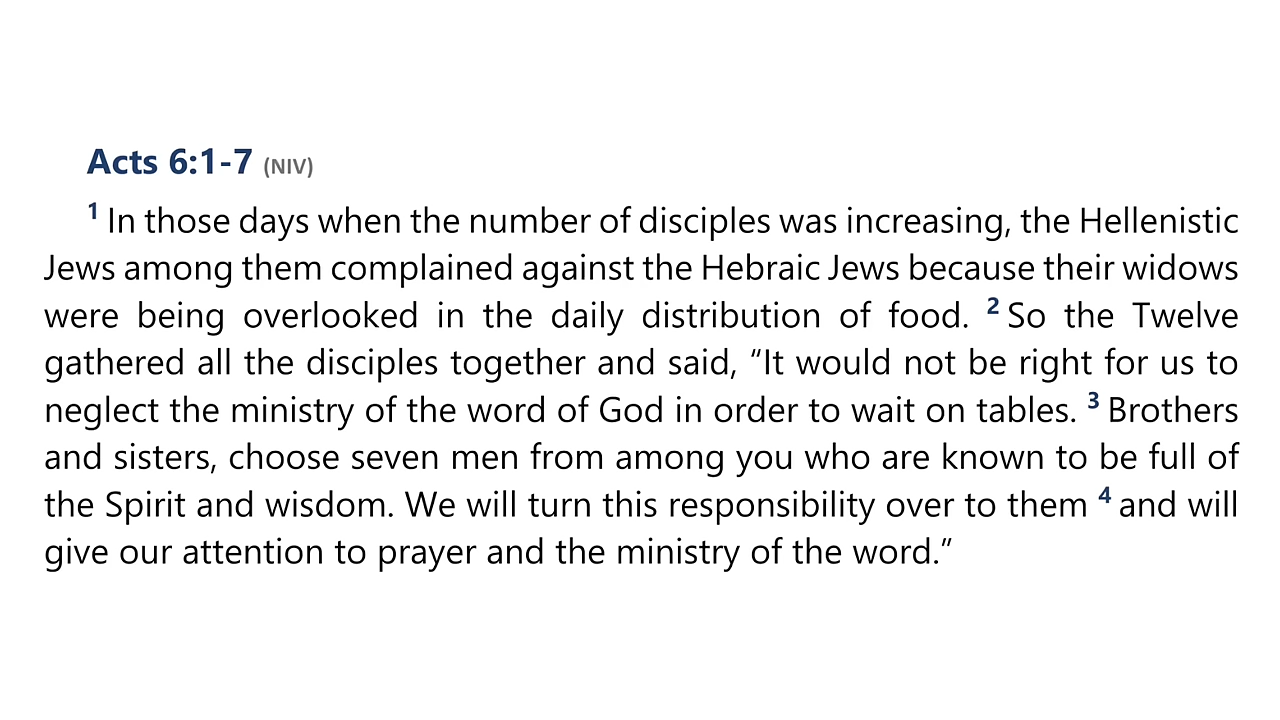 Acts 6:1-7 (NIV)
1 In those days when the number of disciples was increasing, the Hellenistic
Jews among them complained against the Hebraic Jews because their widows
were being overlooked in the daily distribution of food. 2 So the Twelve
gathered all the disciples together and said, “It would not be right for us to
neglect the ministry of the word of God in order to wait on tables. 3 Brothers
and sisters, choose seven men from among you who are known to be full of
the Spirit and wisdom. We will turn this responsibility over to them 4 and will
give our attention to prayer and the ministry of the word.”